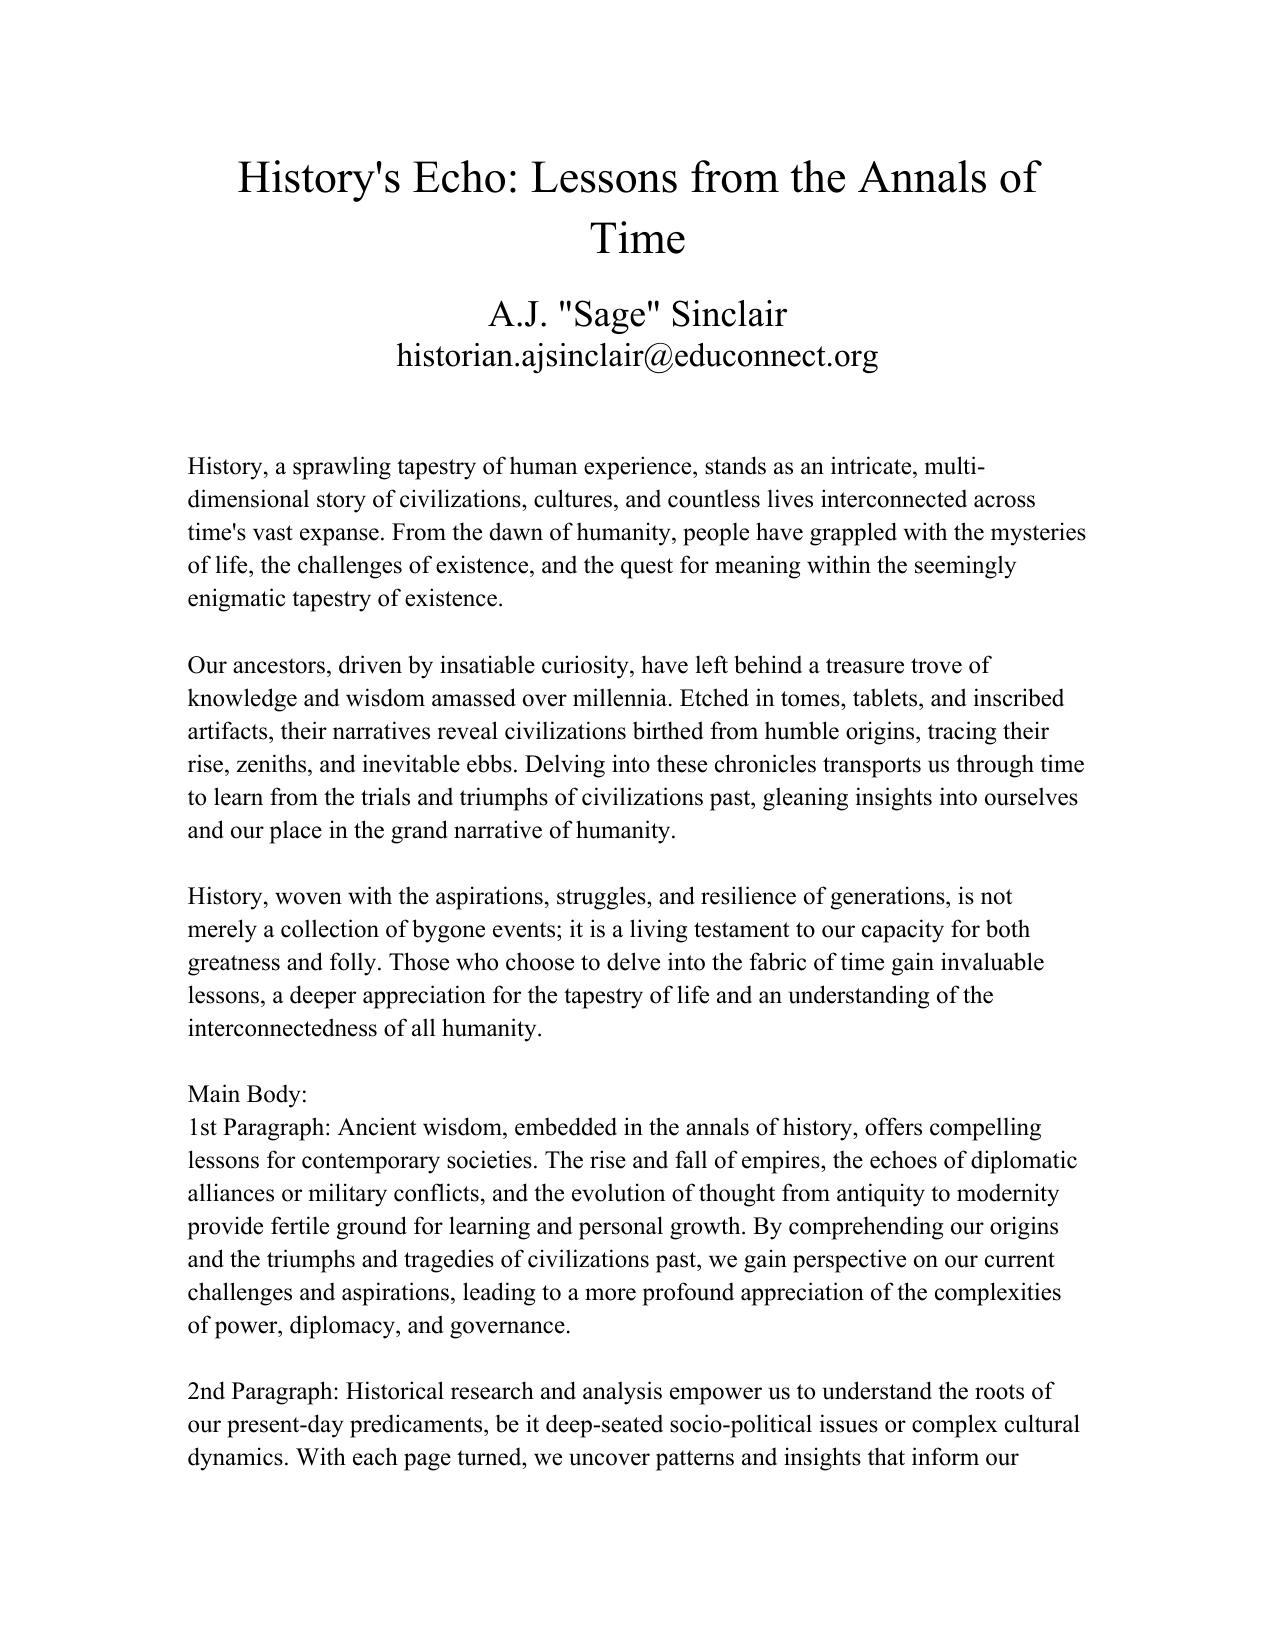 History's Echo: Lessons from the Annals of
Time
A.J. "Sage" Sinclair
historian.ajsinclair@educonnect.org
History, a sprawling tapestry of human experience, stands as an intricate, multi-
dimensional story of civilizations, cultures, and countless lives interconnected across
time's vast expanse. From the dawn of humanity, people have grappled with the mysteries
of life, the challenges of existence, and the quest for meaning within the seemingly
enigmatic tapestry of existence.
Our ancestors, driven by insatiable curiosity, have left behind a treasure trove of
knowledge and wisdom amassed over millennia. Etched in tomes, tablets, and inscribed
artifacts, their narratives reveal civilizations birthed from humble origins, tracing their
rise, zeniths, and inevitable ebbs. Delving into these chronicles transports us through time
to learn from the trials and triumphs of civilizations past, gleaning insights into ourselves
and our place in the grand narrative of humanity.
History, woven with the aspirations, struggles, and resilience of generations, is not
merely a collection of bygone events; it is a living testament to our capacity for both
greatness and folly. Those who choose to delve into the fabric of time gain invaluable
lessons, a deeper appreciation for the tapestry of life and an understanding of the
interconnectedness of all humanity.
Main Body:
1st Paragraph: Ancient wisdom, embedded in the annals of history, offers compelling
lessons for contemporary societies. The rise and fall of empires, the echoes of diplomatic
alliances or military conflicts, and the evolution of thought from antiquity to modernity
provide fertile ground for learning and personal growth. By comprehending our origins
and the triumphs and tragedies of civilizations past, we gain perspective on our current
challenges and aspirations, leading to a more profound appreciation of the complexities
of power, diplomacy, and governance.
2nd Paragraph: Historical research and analysis empower us to understand the roots of
our present-day predicaments, be it deep-seated socio-political issues or complex cultural
dynamics. With each page turned, we uncover patterns and insights that inform our